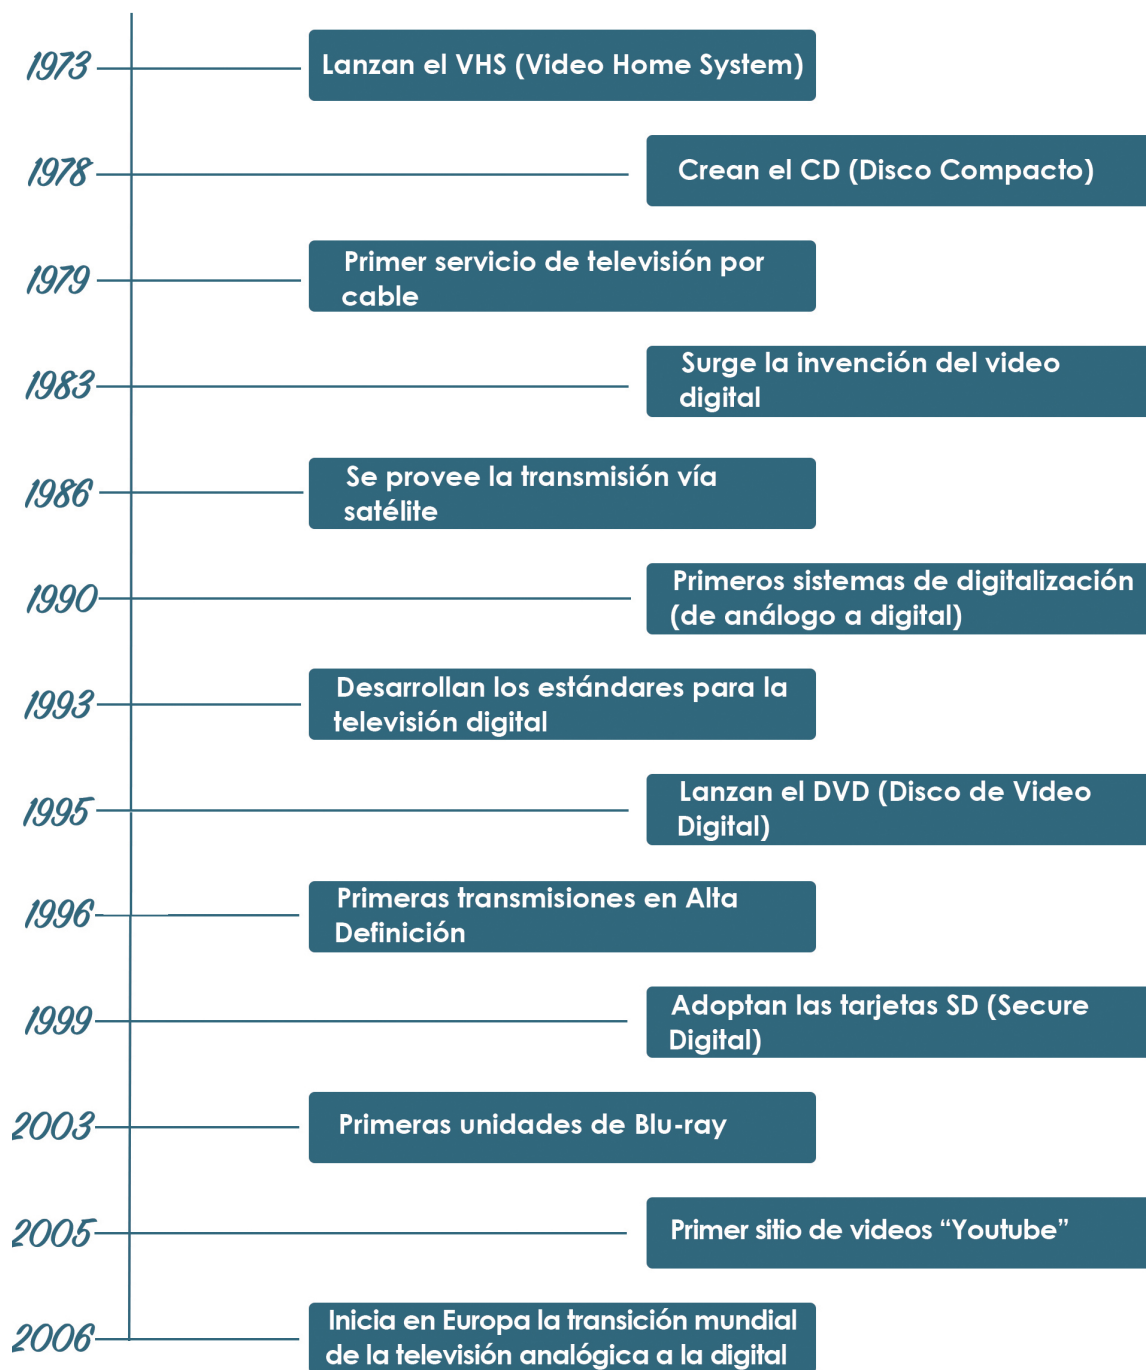 1973
Lanzan el VHS (Video Home System)
1978
Crean el CD (Disco Compacto)
1979
Primer servicio de televisión por
cable
1983
Surge la invención del video
digital
1986
Se provee la transmisión vía
satélite
1990
Primeros sistemas de digitalización
(de análogo a digital)
1993
Desarrollan los estándares para la
televisión digital
1995
Lanzan el DVD (Disco de Video
Digital)
1996
Primeras transmisiones en Alta
Definición
1999
Adoptan las tarjetas SD (Secure
Digital)
2003
Primeras unidades de Blu-ray
2005
Primer sitio de videos “Youtube”
2006
Inicia en Europa la transición mundial
de la televisión analógica a la digital